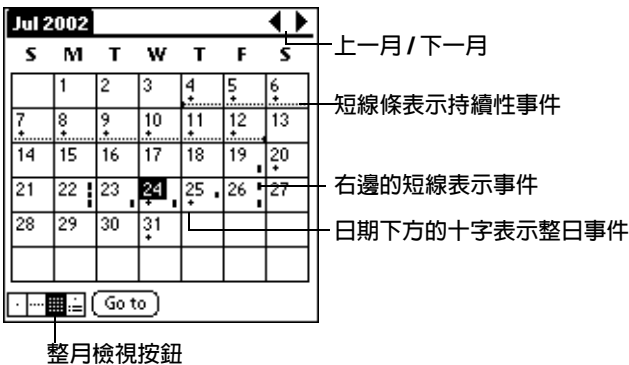 Jul 2002
上一月 / 下一月
S M T W T F S
1 2 3 4 5 6
短線條表示持續性事件
7 8 9 10 11 12 13
14 15 16 17 18 19 20
右邊的短線表示事件
21 22 23 24 25 26 27
28 29 30 31
日期下方的十字表示整日事件
Go to
整月檢視按鈕